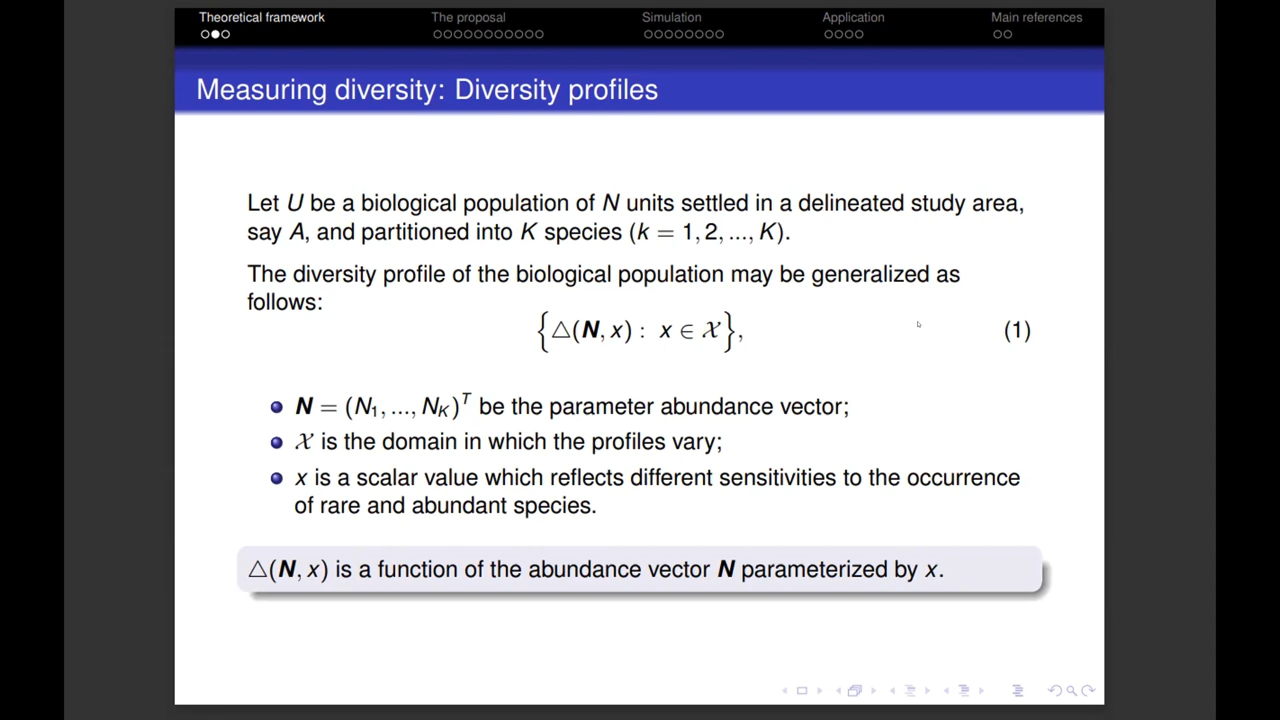 Theoretical framework The proposal Simulation Application Main references
Measuring diversity: Diversity profiles
Let U be a biological population of N units settled in a delineated study area,
say A, and partitioned into K species (k = 1, 2, ..., K).
The diversity profile of the biological population may be generalized as
follows:
{△(N, x) : x ∈ 𝒳}, (1)
N = (N₁, ..., N_K)^T be the parameter abundance vector;
𝒳 is the domain in which the profiles vary;
x is a scalar value which reflects different sensitivities to the occurrence
of rare and abundant species.
△(N, x) is a function of the abundance vector N parameterized by x.